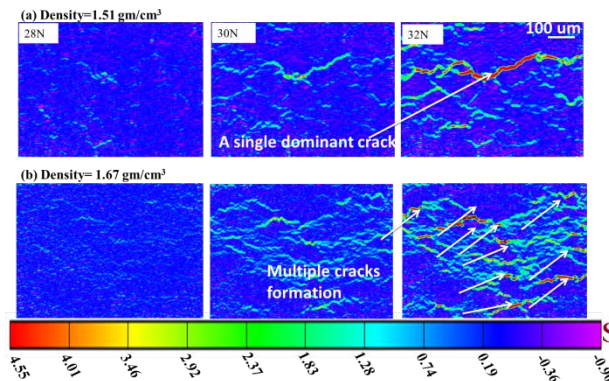 (a) Density=1.51 gm/cm³
28N
30N
32N
100 um
A single dominant crack
(b) Density= 1.67 gm/cm³
Multiple cracks
formation
S
4.55
4.01
3.46
2.92
2.37
1.83
1.28
0.74
0.19
-0.36